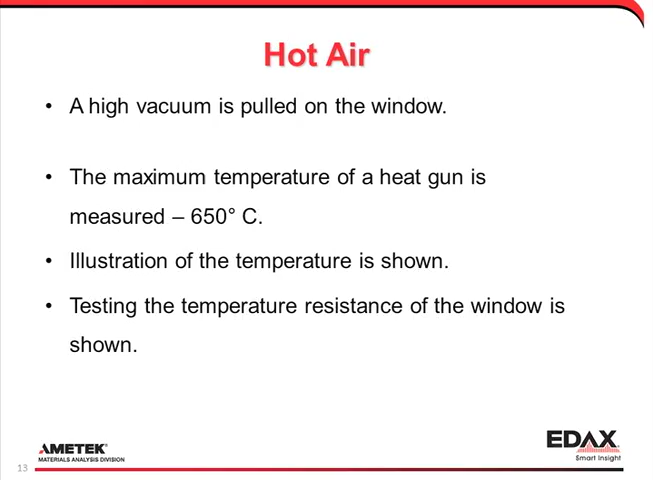 Hot Air
• A high vacuum is pulled on the window.
• The maximum temperature of a heat gun is
measured – 650° C.
• Illustration of the temperature is shown.
• Testing the temperature resistance of the window is
shown.
AMETEK®
MATERIALS ANALYSIS DIVISION
EDAX
Smart Insight
13